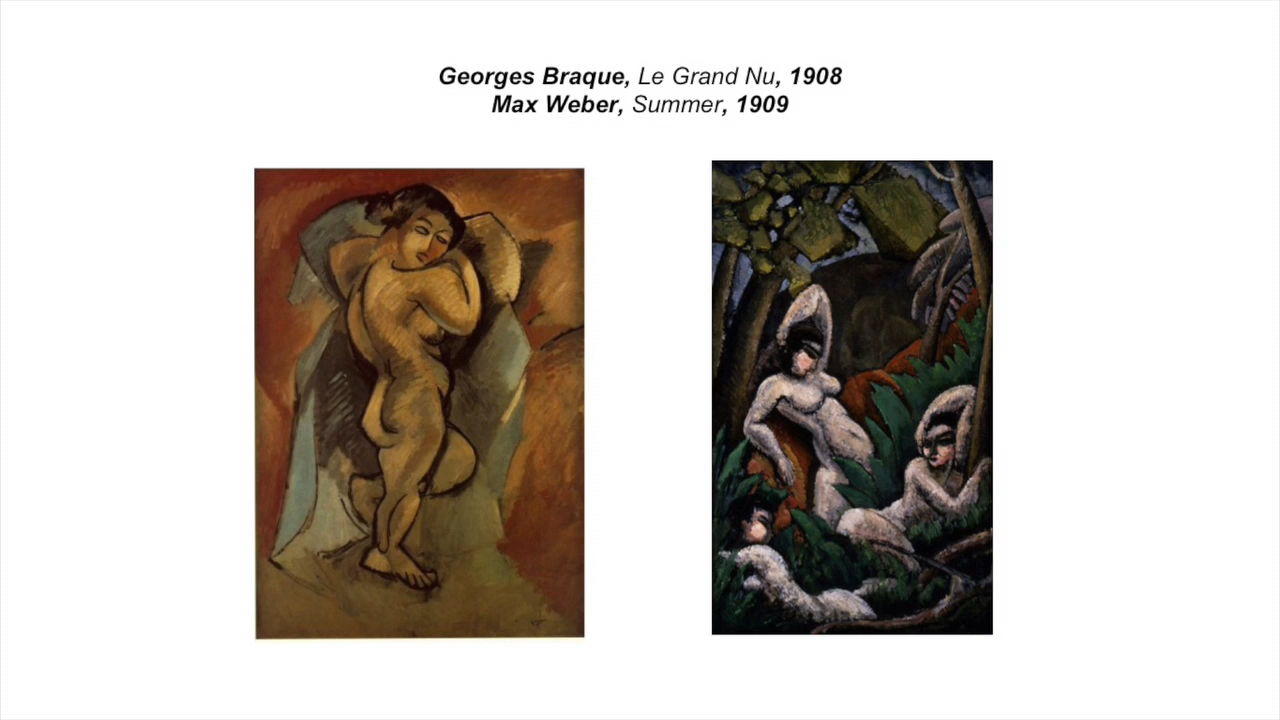 Georges Braque, Le Grand Nu, 1908
Max Weber, Summer, 1909